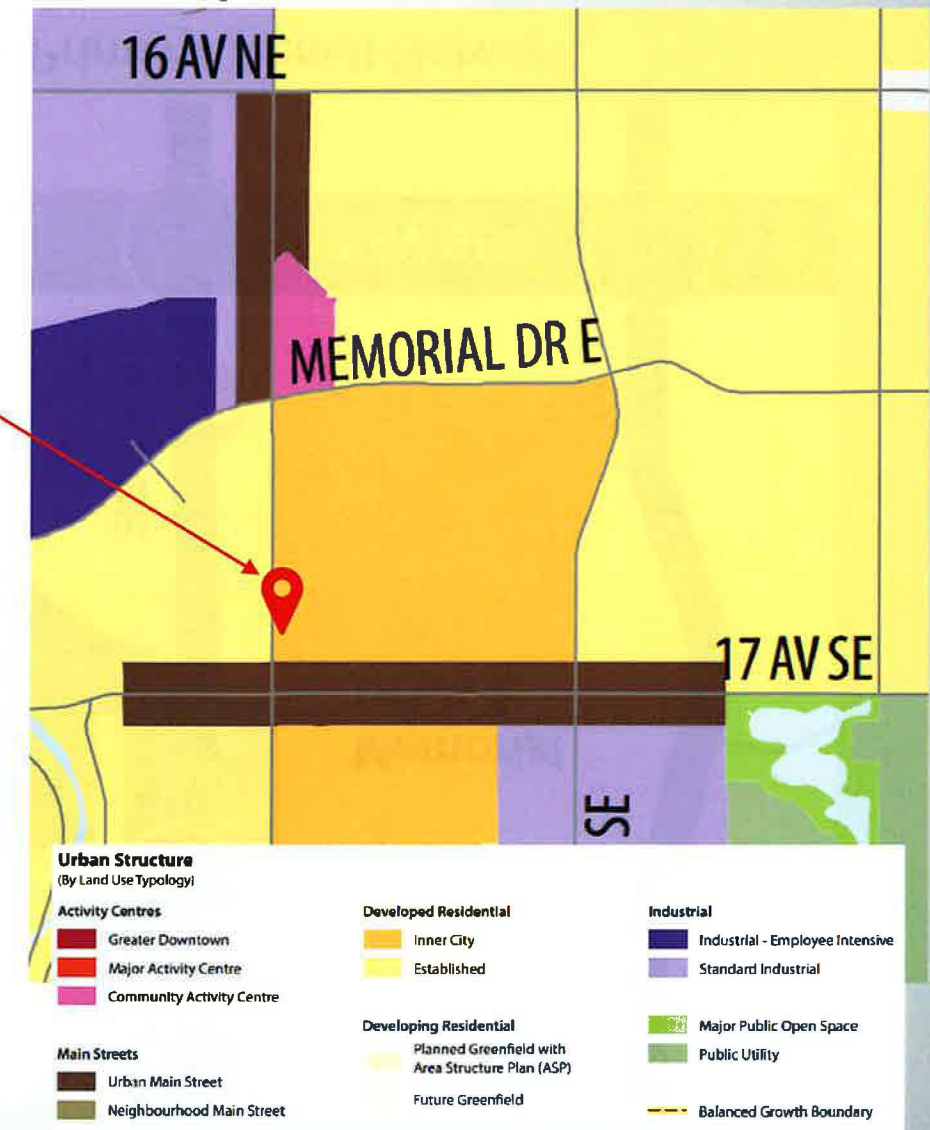 16 AV NE
MEMORIAL DR E
17 AV SE
SE
Urban Structure
(By Land Use Typology)
Activity Centres
Greater Downtown
Major Activity Centre
Community Activity Centre
Main Streets
Urban Main Street
Neighbourhood Main Street
Developed Residential
Inner City
Established
Developing Residential
Planned Greenfield with
Area Structure Plan (ASP)
Future Greenfield
Industrial
Industrial - Employee Intensive
Standard Industrial
Major Public Open Space
Public Utility
Balanced Growth Boundary